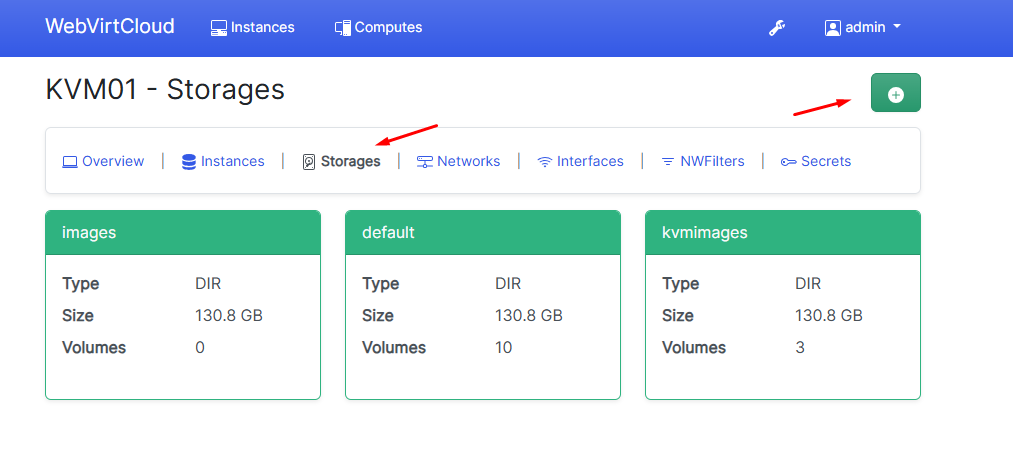 WebVirtCloud Instances Computes admin
KVM01 - Storages
Overview | Instances | Storages | Networks | Interfaces | NWFilters | Secrets
images default kvmimages
Type DIR Type DIR Type DIR
Size 130.8 GB Size 130.8 GB Size 130.8 GB
Volumes 0 Volumes 10 Volumes 3